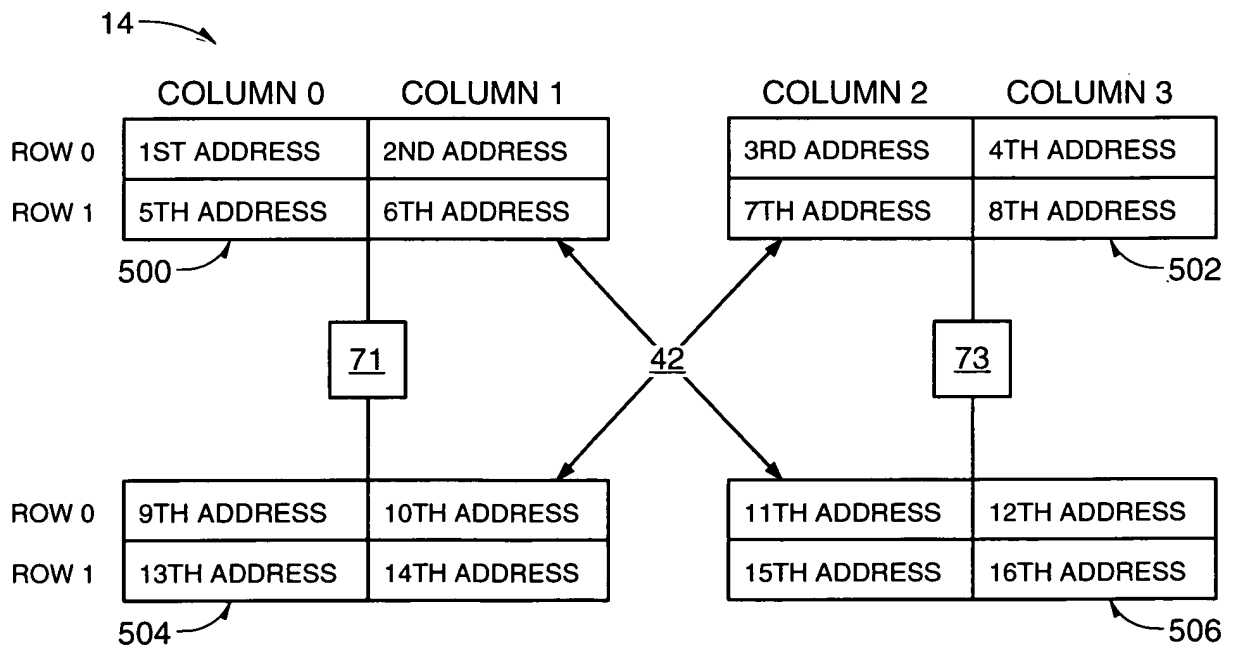 14
COLUMN 0 COLUMN 1 COLUMN 2 COLUMN 3
ROW 0 1ST ADDRESS 2ND ADDRESS 3RD ADDRESS 4TH ADDRESS
ROW 1 5TH ADDRESS 6TH ADDRESS 7TH ADDRESS 8TH ADDRESS
500 502
71 42 73
ROW 0 9TH ADDRESS 10TH ADDRESS 11TH ADDRESS 12TH ADDRESS
ROW 1 13TH ADDRESS 14TH ADDRESS 15TH ADDRESS 16TH ADDRESS
504 506